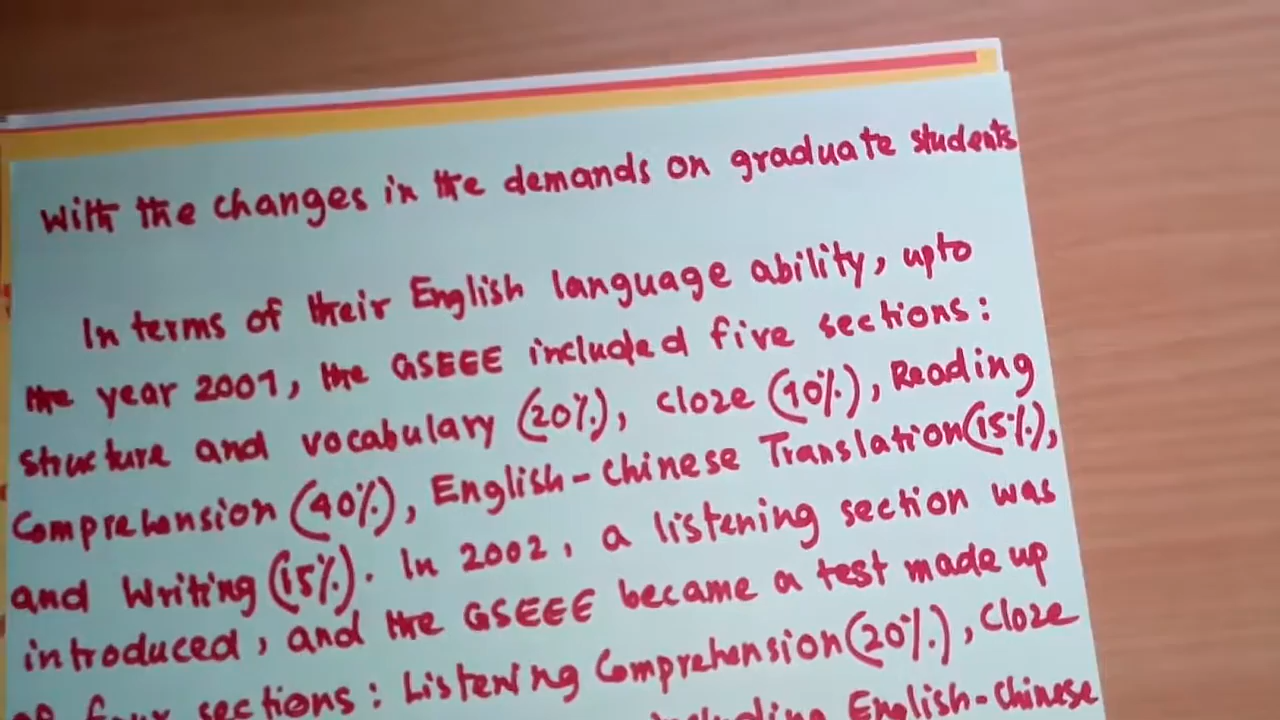 With the changes in the demands on graduate students
In terms of their English language ability, upto
the year 2001, the GSEEE included five sections:
structure and vocabulary (20%), cloze (10%), Reading
Comprehension (40%), English-Chinese Translation (15%),
and Writing (15%). In 2002, a listening section was
introduced, and the GSEEE became a test made up
of four sections: Listening Comprehension (20%), Cloze
including English-Chinese